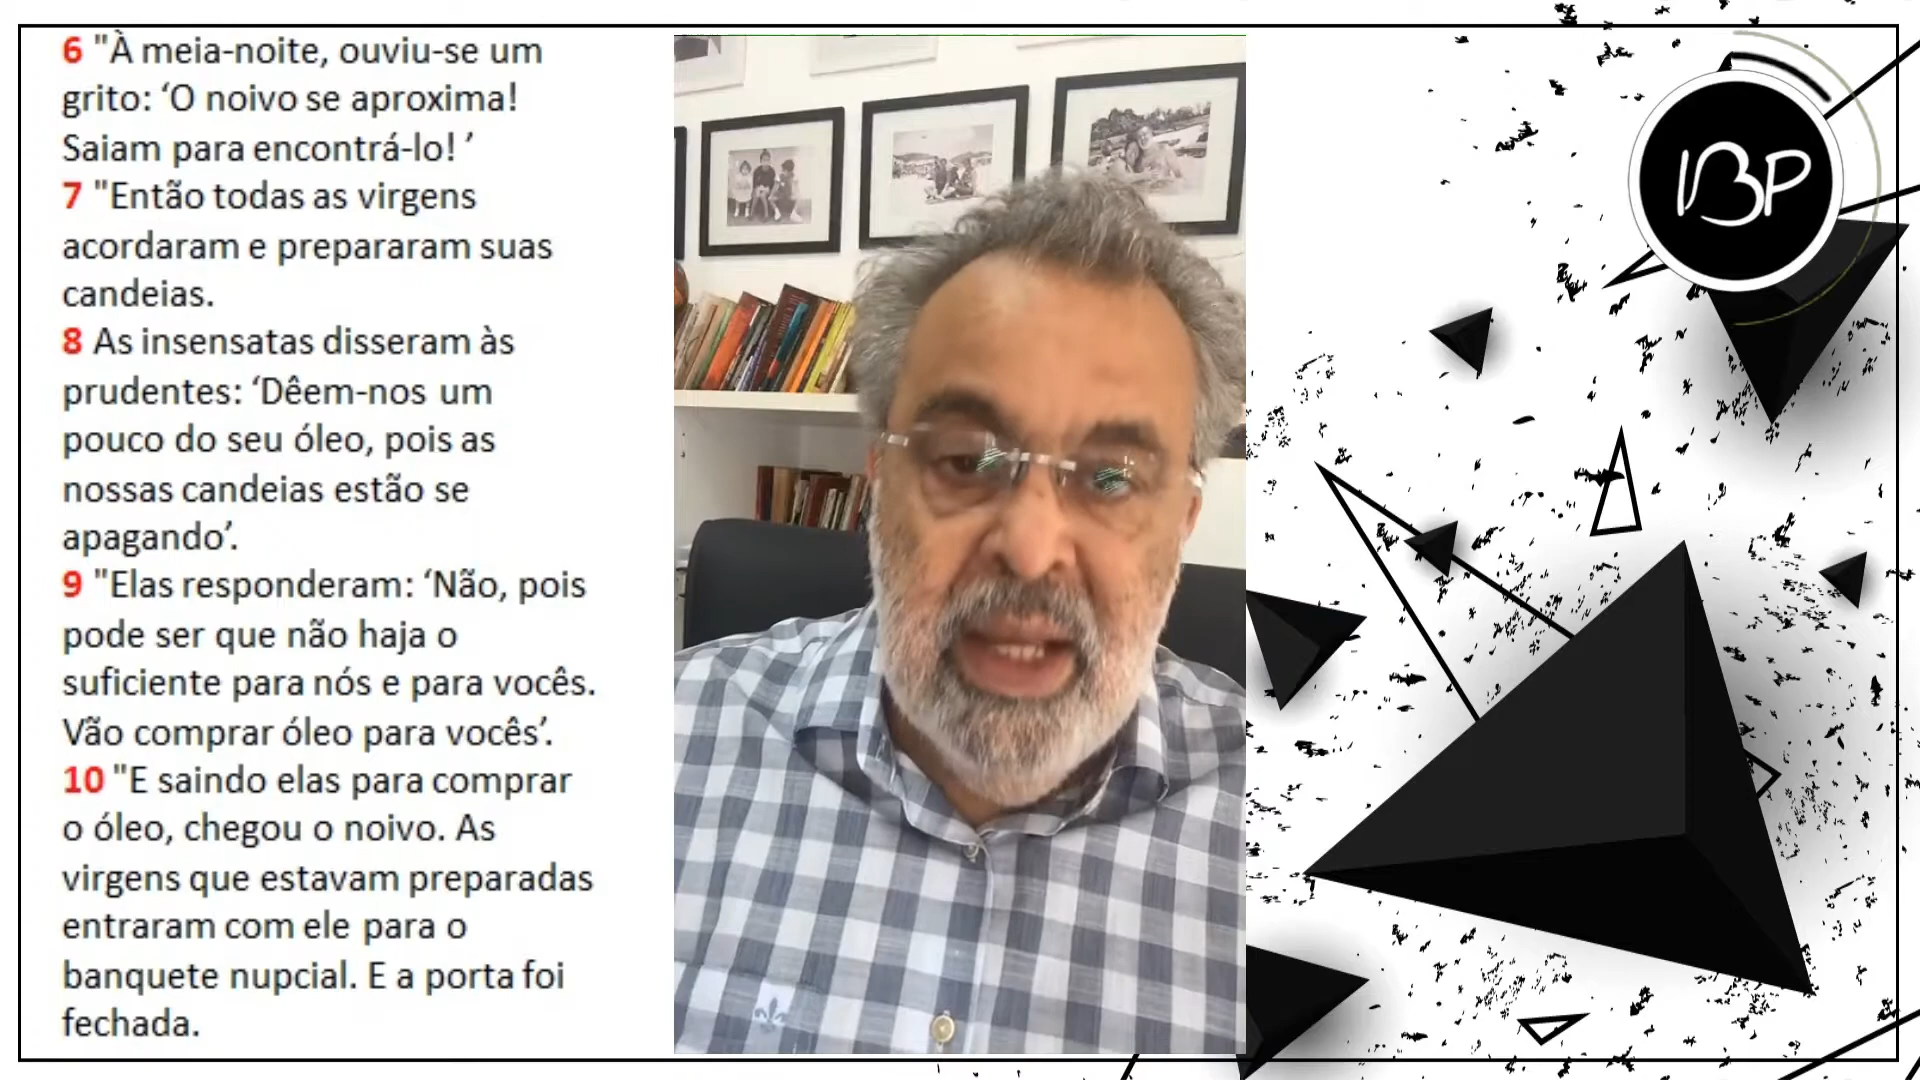 6 "À meia-noite, ouviu-se um
grito: ‘O noivo se aproxima!
Saiam para encontrá-lo! ’
7 "Então todas as virgens
acordaram e prepararam suas
candeias.
8 As insensatas disseram às
prudentes: ‘Dêem-nos um
pouco do seu óleo, pois as
nossas candeias estão se
apagando’.
9 "Elas responderam: ‘Não, pois
pode ser que não haja o
suficiente para nós e para vocês.
Vão comprar óleo para vocês’.
10 "E saindo elas para comprar
o óleo, chegou o noivo. As
virgens que estavam preparadas
entraram com ele para o
banquete nupcial. E a porta foi
fechada.
IBP